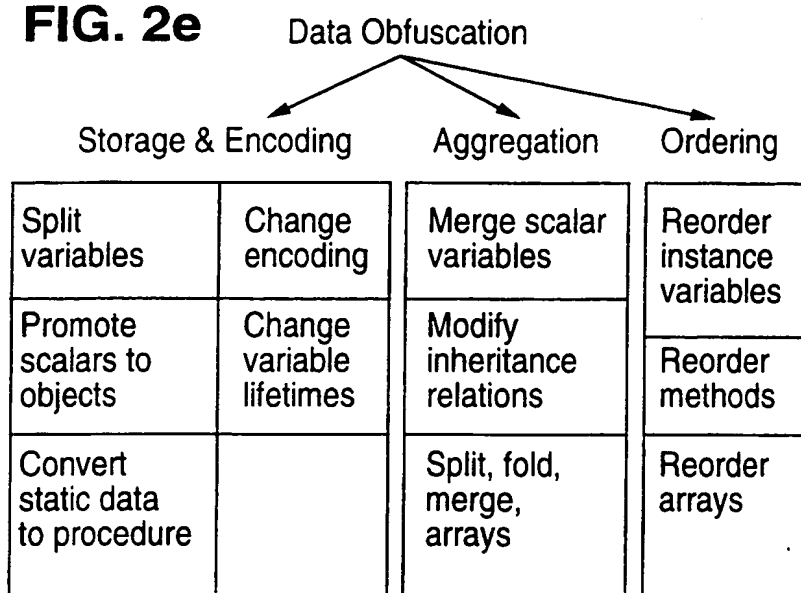 FIG. 2e
Data Obfuscation
Storage & Encoding
Aggregation
Ordering
Split
variables
Change
encoding
Merge scalar
variables
Reorder
instance
variables
Promote
scalars to
objects
Change
variable
lifetimes
Modify
inheritance
relations
Reorder
methods
Convert
static data
to procedure
Split, fold,
merge,
arrays
Reorder
arrays